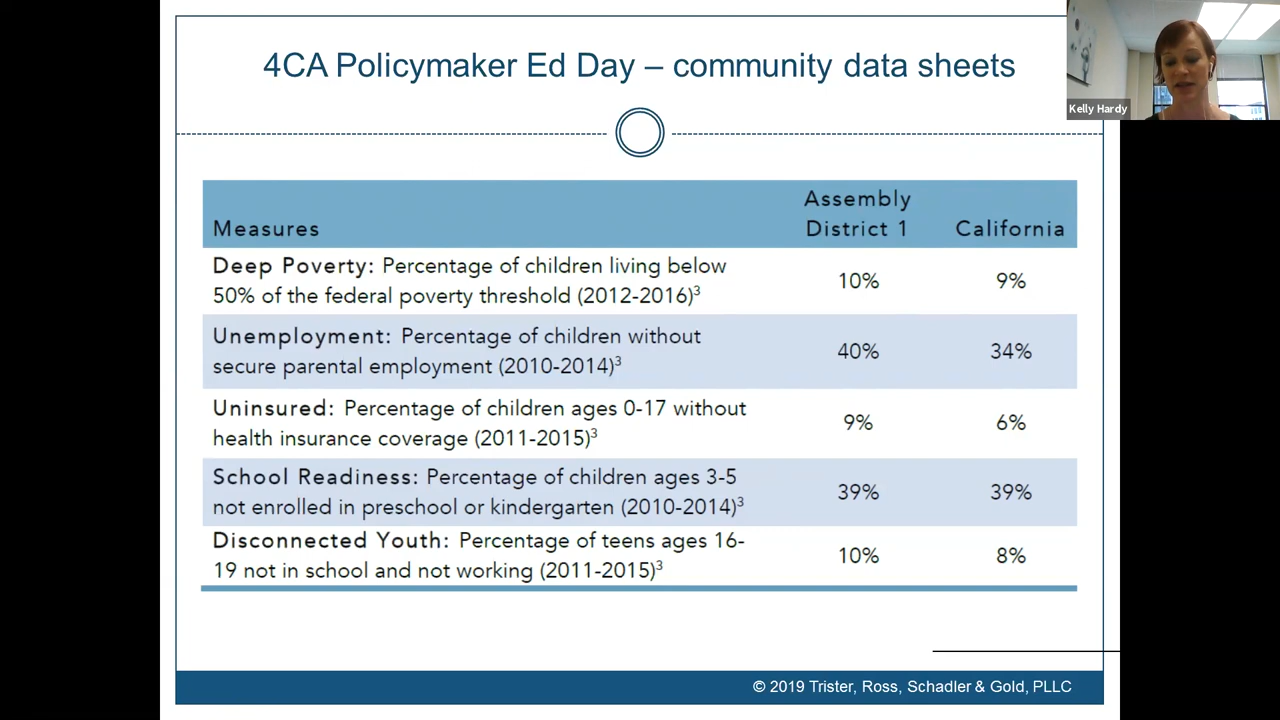 4CA Policymaker Ed Day – community data sheets
Kelly Hardy
Measures
Assembly
District 1
California
Deep Poverty: Percentage of children living below
50% of the federal poverty threshold (2012-2016)³
10%
9%
Unemployment: Percentage of children without
secure parental employment (2010-2014)³
40%
34%
Uninsured: Percentage of children ages 0-17 without
health insurance coverage (2011-2015)³
9%
6%
School Readiness: Percentage of children ages 3-5
not enrolled in preschool or kindergarten (2010-2014)³
39%
39%
Disconnected Youth: Percentage of teens ages 16-
19 not in school and not working (2011-2015)³
10%
8%
© 2019 Trister, Ross, Schadler & Gold, PLLC